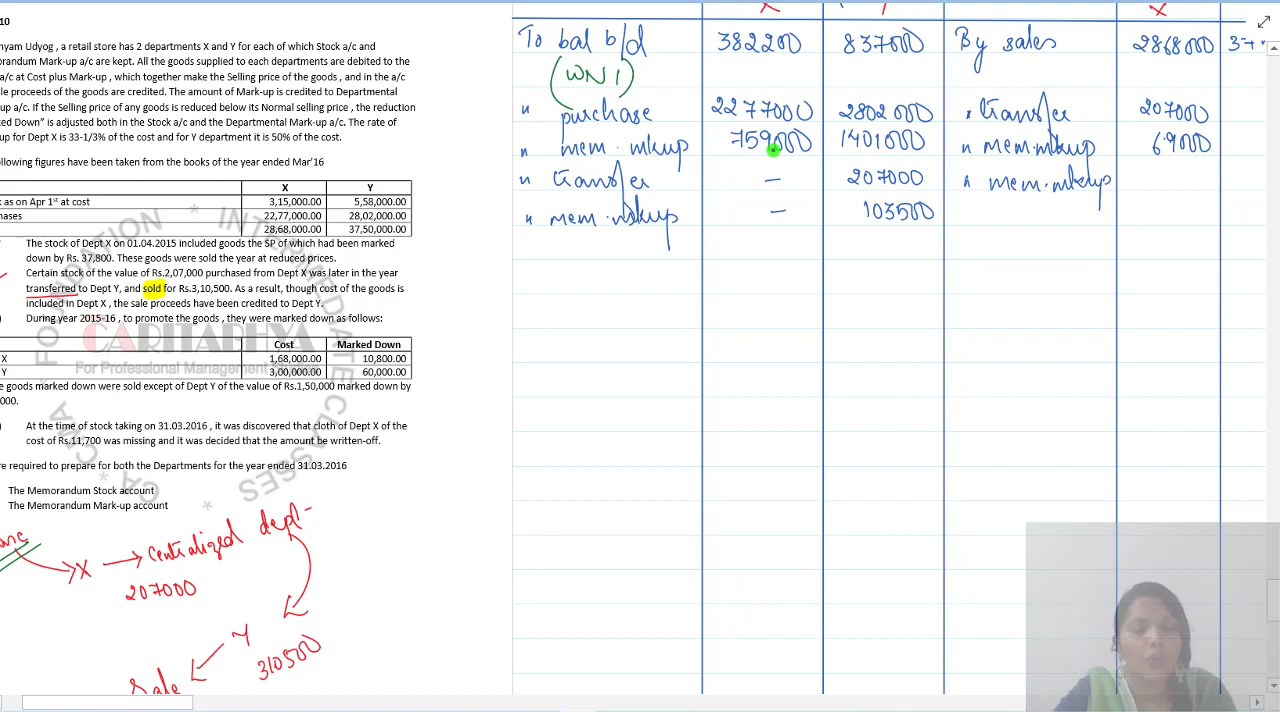 10
nyam Udyog , a retail store has 2 departments X and Y for each of which Stock a/c and
orandum Mark-up a/c are kept. All the goods supplied to each departments are debited to the
a/c at Cost plus Mark-up , which together make the Selling price of the goods , and in the a/c
le proceeds of the goods are credited. The amount of Mark-up is credited to Departmental
up a/c. If the Selling price of any goods is reduced below its Normal selling price , the reduction
ked Down" is adjusted both in the Stock a/c and the Departmental Mark-up a/c. The rate of
up for Dept X is 33-1/3% of the cost and for Y department it is 50% of the cost.
ollowing figures have been taken from the books of the year ended Mar'16
X Y
k as on Apr 1st at cost 3,15,000.00 5,58,000.00
hases 22,77,000.00 28,02,000.00
28,68,000.00 37,50,000.00
The stock of Dept X on 01.04.2015 included goods the SP of which had been marked
down by Rs. 37,800. These goods were sold the year at reduced prices.
Certain stock of the value of Rs.2,07,000 purchased from Dept X was later in the year
transferred to Dept Y, and sold for Rs.3,10,500. As a result, though cost of the goods is
included in Dept X , the sale proceeds have been credited to Dept Y.
During year 2015-16 , to promote the goods , they were marked down as follows:
Cost Marked Down
X 1,68,000.00 10,800.00
Y 3,00,000.00 60,000.00
e goods marked down were sold except of Dept Y of the value of Rs.1,50,000 marked down by
000.
At the time of stock taking on 31.03.2016 , it was discovered that cloth of Dept X of the
cost of Rs.11,700 was missing and it was decided that the amount be written-off.
re required to prepare for both the Departments for the year ended 31.03.2016
The Memorandum Stock account
The Memorandum Mark-up account
X → centralized dept
207000
Y
310500
Sale
X Y X
To bal b/d 382200 837000 By sales 2868000
(WN 1)
" purchase 2277000 2802000 " transfer 207000
" mem. mkup 759000 1401000 " mem. mkup 69000
" transfer – 207000 " mem. mkup
" mem. mkup – 103500
CARITABHYA
For Professional Management
CA * CWA * FOUNDATION * INTERMEDIATE CLASSES *